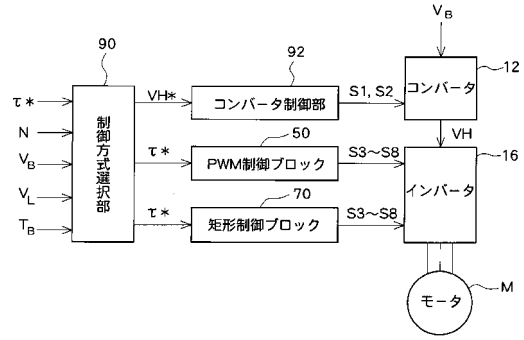 V_B
90
92
12
τ*
VH*
コンバータ制御部
S1, S2
コンバータ
N
VH
50
16
V_B
制御方式選択部
τ*
PWM制御ブロック
S3～S8
インバータ
V_L
70
T_B
τ*
矩形制御ブロック
S3～S8
モータ
M